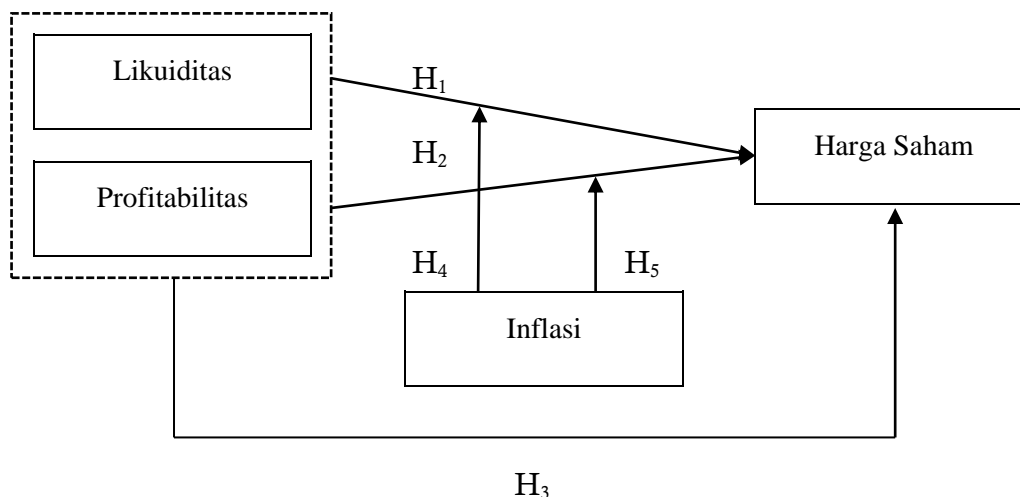 Likuiditas
H₁
Harga Saham
H₂
Profitabilitas
H₄
H₅
Inflasi
H₃